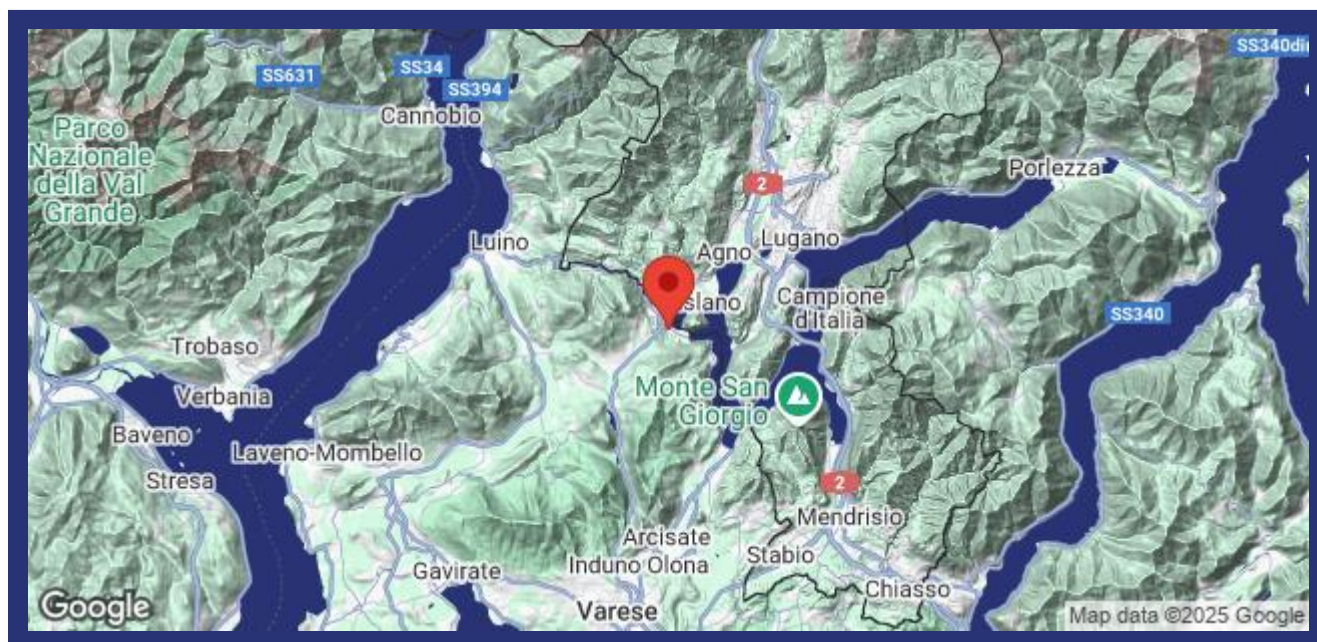 SS340di
SS631
SS34
SS394
Cannobio
Parco
Nazionale
della Val
Grande
2
Porlezza
Luino
Agno
Lugano
slano
Campione
d'Italia
SS340
Trobaso
Verbania
Monte San
Giorgio
Baveno
Laveno-Mombello
Stresa
2
Mendrisio
Arcisate
Stabio
Induno Olona
Gavirate
Chiasso
Varese
Google
Map data ©2025 Google